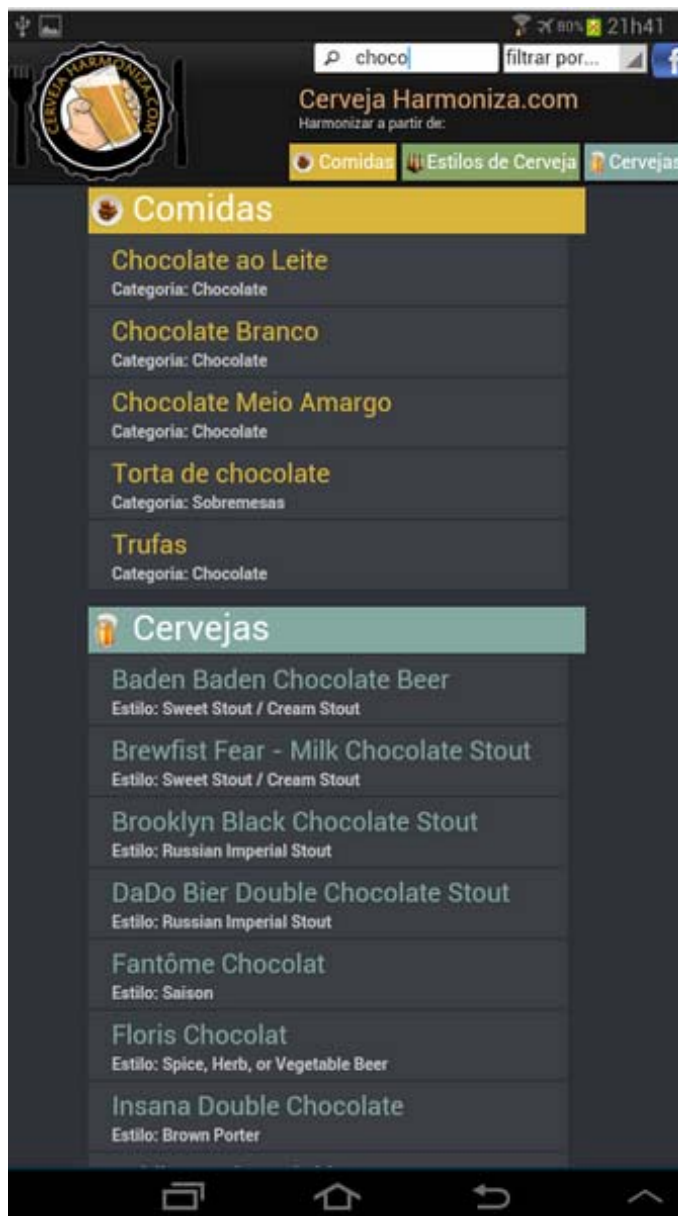 80% 21h41
choco filtrar por...
CERVEJA HARMONIZA.COM
Cerveja Harmoniza.com
Harmonizar a partir de:
Comidas Estilos de Cerveja Cervejas
Comidas
Chocolate ao Leite
Categoria: Chocolate
Chocolate Branco
Categoria: Chocolate
Chocolate Meio Amargo
Categoria: Chocolate
Torta de chocolate
Categoria: Sobremesas
Trufas
Categoria: Chocolate
Cervejas
Baden Baden Chocolate Beer
Estilo: Sweet Stout / Cream Stout
Brewfist Fear - Milk Chocolate Stout
Estilo: Sweet Stout / Cream Stout
Brooklyn Black Chocolate Stout
Estilo: Russian Imperial Stout
DaDo Bier Double Chocolate Stout
Estilo: Russian Imperial Stout
Fantôme Chocolat
Estilo: Saison
Floris Chocolat
Estilo: Spice, Herb, or Vegetable Beer
Insana Double Chocolate
Estilo: Brown Porter